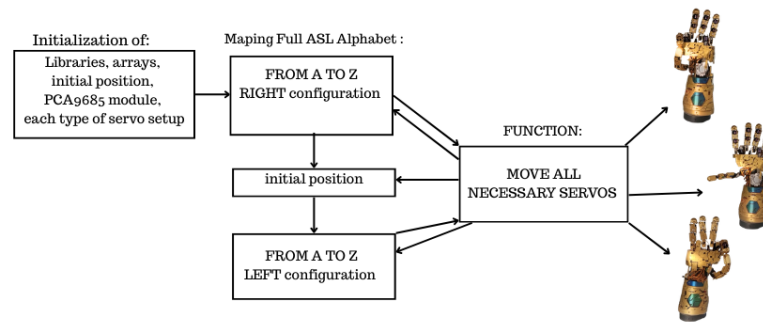 Initialization of:
Libraries, arrays,
initial position,
PCA9685 module,
each type of servo setup
Maping Full ASL Alphabet :
FROM A TO Z
RIGHT configuration
initial position
FROM A TO Z
LEFT configuration
FUNCTION:
MOVE ALL
NECESSARY SERVOS